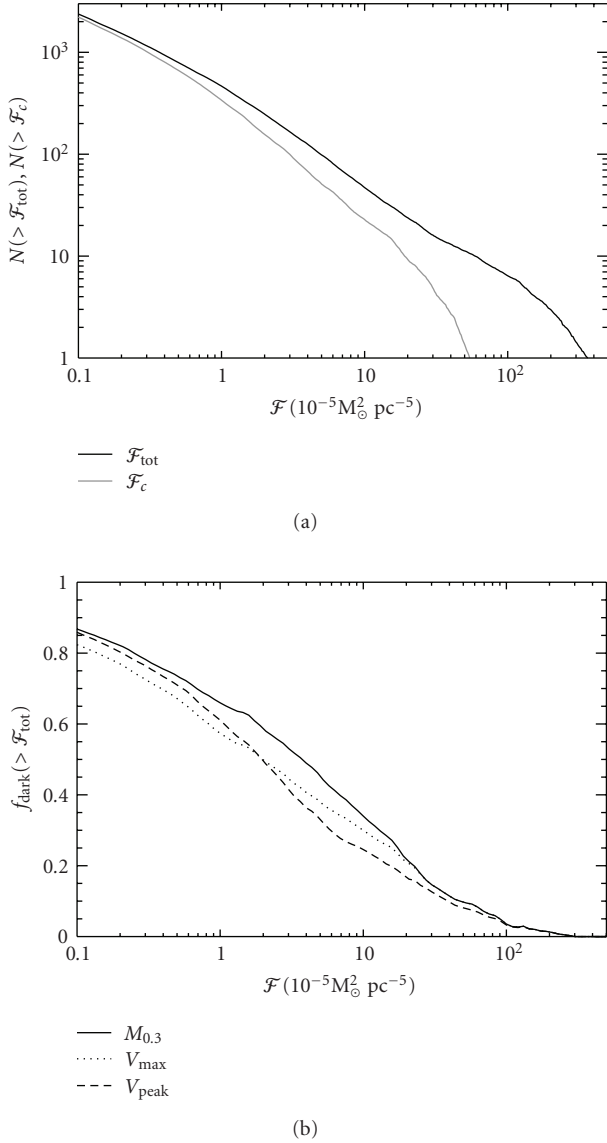 10³
10²
10
1
N(> ℱ_tot), N(> ℱ_c)
0.1 1 10 10²
ℱ (10⁻⁵M²_⊙ pc⁻⁵)
ℱ_tot
ℱ_c
(a)
1
0.8
0.6
0.4
0.2
0
f_dark(> ℱ_tot)
0.1 1 10 10²
ℱ (10⁻⁵M²_⊙ pc⁻⁵)
M_0.3
V_max
V_peak
(b)